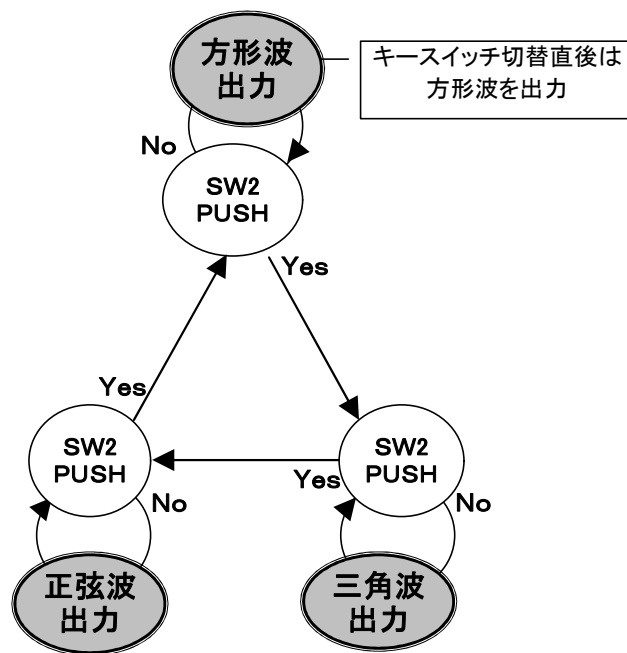 方形波
出力
キースイッチ切替直後は
方形波を出力
No
SW2
PUSH
Yes
Yes
SW2
PUSH
SW2
PUSH
Yes
No
No
正弦波
出力
三角波
出力